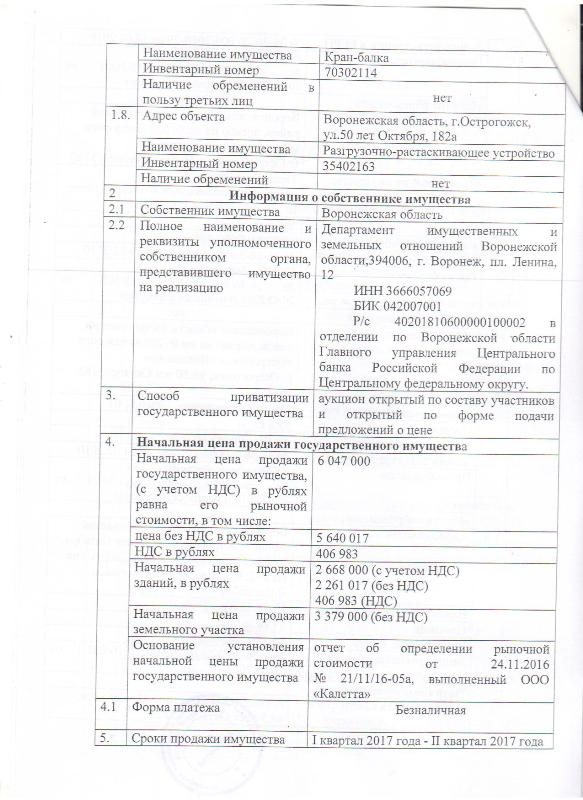 Наименование имущества Кран-балка
Инвентарный номер 70302114
Наличие обременений в
пользу третьих лиц нет
1.8. Адрес объекта Воронежская область, г.Острогожск,
ул.50 лет Октября, 182а
Наименование имущества Разгрузочно-растаскивающее устройство
Инвентарный номер 35402163
Наличие обременений нет
2 Информация о собственнике имущества
2.1 Собственник имущества Воронежская область
2.2 Полное наименование и Департамент имущественных и
реквизиты уполномоченного земельных отношений Воронежской
собственником органа, области,394006, г. Воронеж, пл. Ленина,
представившего имущество 12
на реализацию ИНН 3666057069
БИК 042007001
Р/с 40201810600000100002 в
отделении по Воронежской области
Главного управления Центрального
банка Российской Федерации по
Центральному федеральному округу.
3. Способ приватизации аукцион открытый по составу участников
государственного имущества и открытый по форме подачи
предложений о цене
4. Начальная цена продажи государственного имущества
Начальная цена продажи 6 047 000
государственного имущества,
(с учетом НДС) в рублях
равна его рыночной
стоимости, в том числе:
цена без НДС в рублях 5 640 017
НДС в рублях 406 983
Начальная цена продажи 2 668 000 (с учетом НДС)
зданий, в рублях 2 261 017 (без НДС)
406 983 (НДС)
Начальная цена продажи 3 379 000 (без НДС)
земельного участка
Основание установления отчет об определении рыночной
начальной цены продажи стоимости от 24.11.2016
государственного имущества № 21/11/16-05а, выполненный ООО
«Калетта»
4.1 Форма платежа Безналичная
5. Сроки продажи имущества I квартал 2017 года - II квартал 2017 года